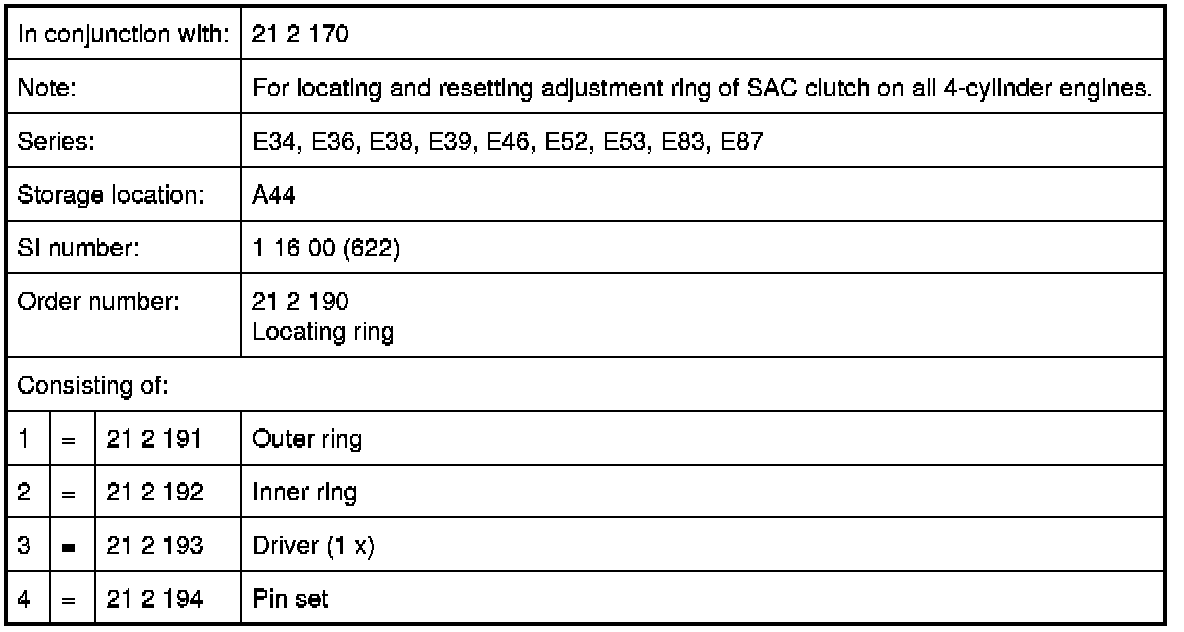 In conjunction with: 21 2 170
Note: For locating and resetting adjustment ring of SAC clutch on all 4-cylinder engines.
Series: E34, E36, E38, E39, E46, E52, E53, E83, E87
Storage location: A44
SI number: 1 16 00 (622)
Order number: 21 2 190
Locating ring
Consisting of:
1 = 21 2 191 Outer ring
2 = 21 2 192 Inner ring
3 = 21 2 193 Driver (1 x)
4 = 21 2 194 Pin set